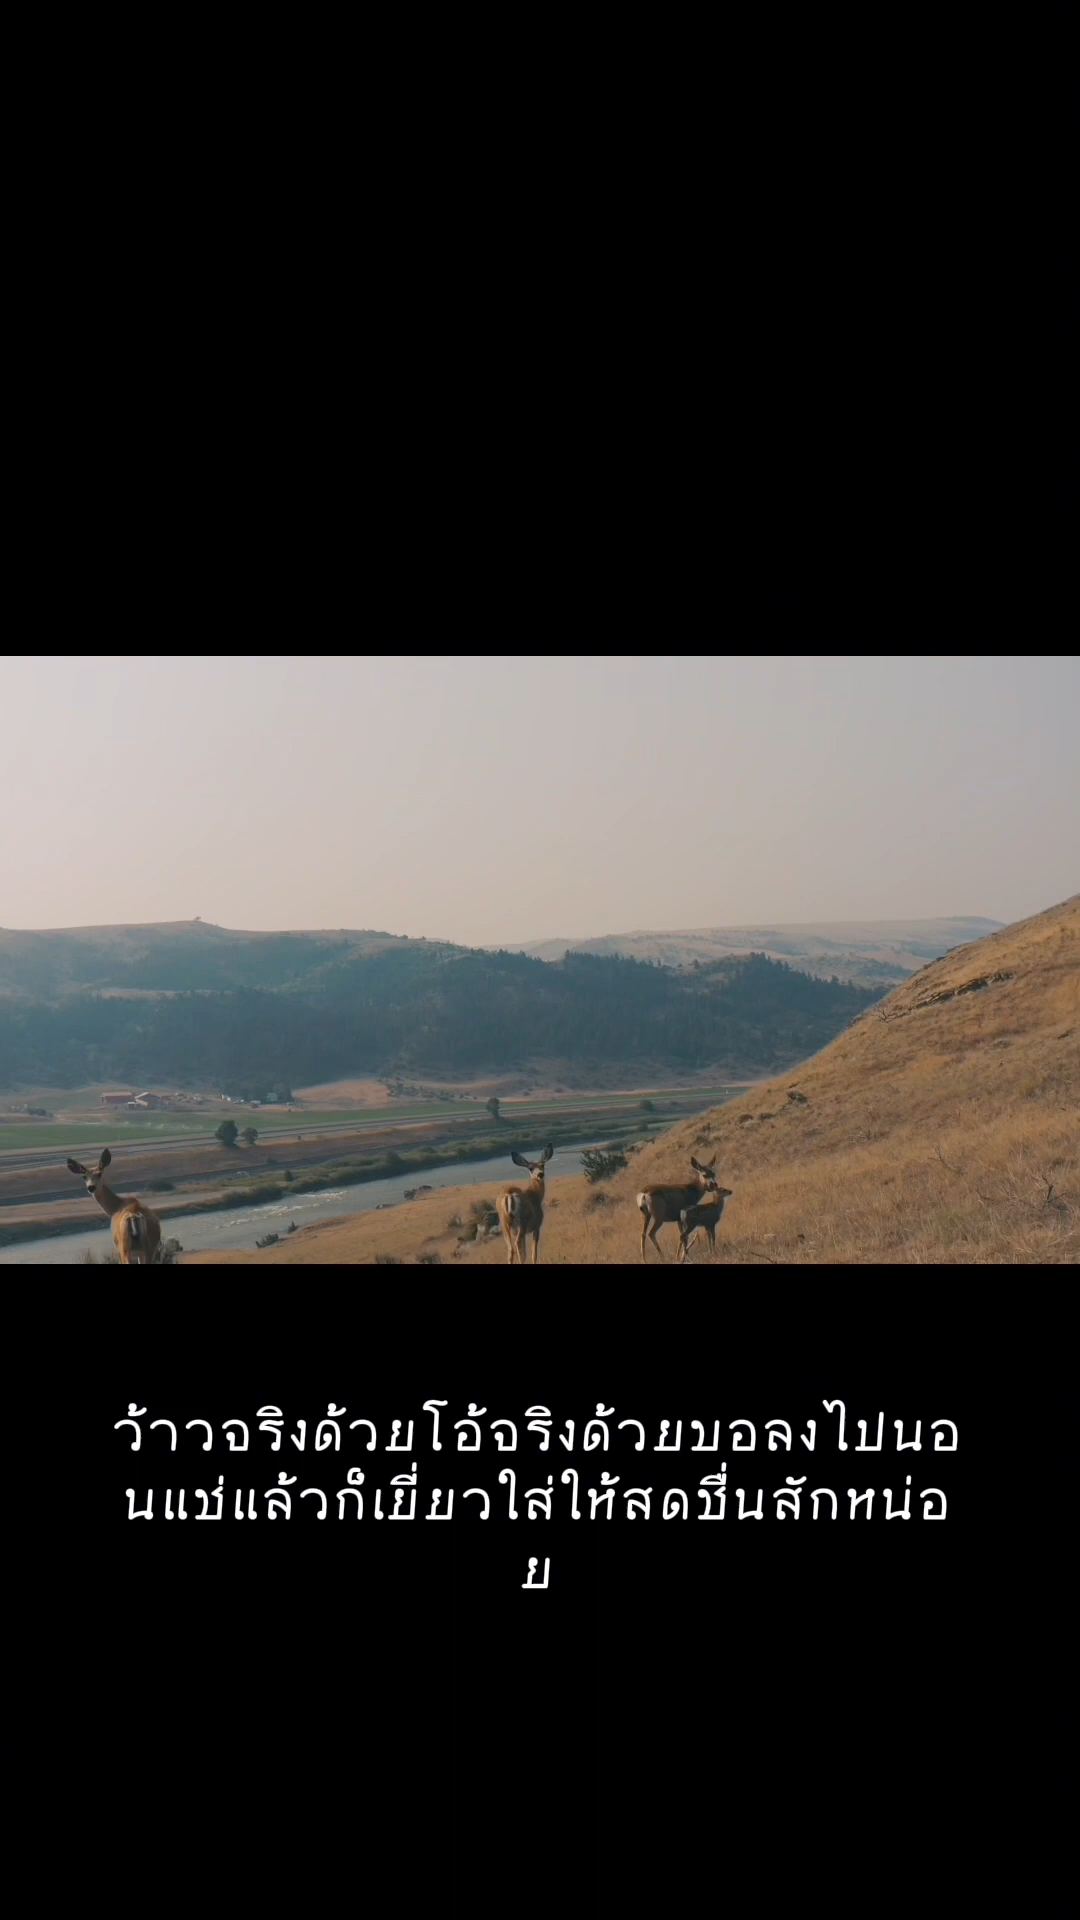 ว้าวจริงด้วยโอ้จริงด้วยบอลงไปนอ
นแช่แล้วก็เยี่ยวใส่ให้สดชื่นสักหน่อ
ย